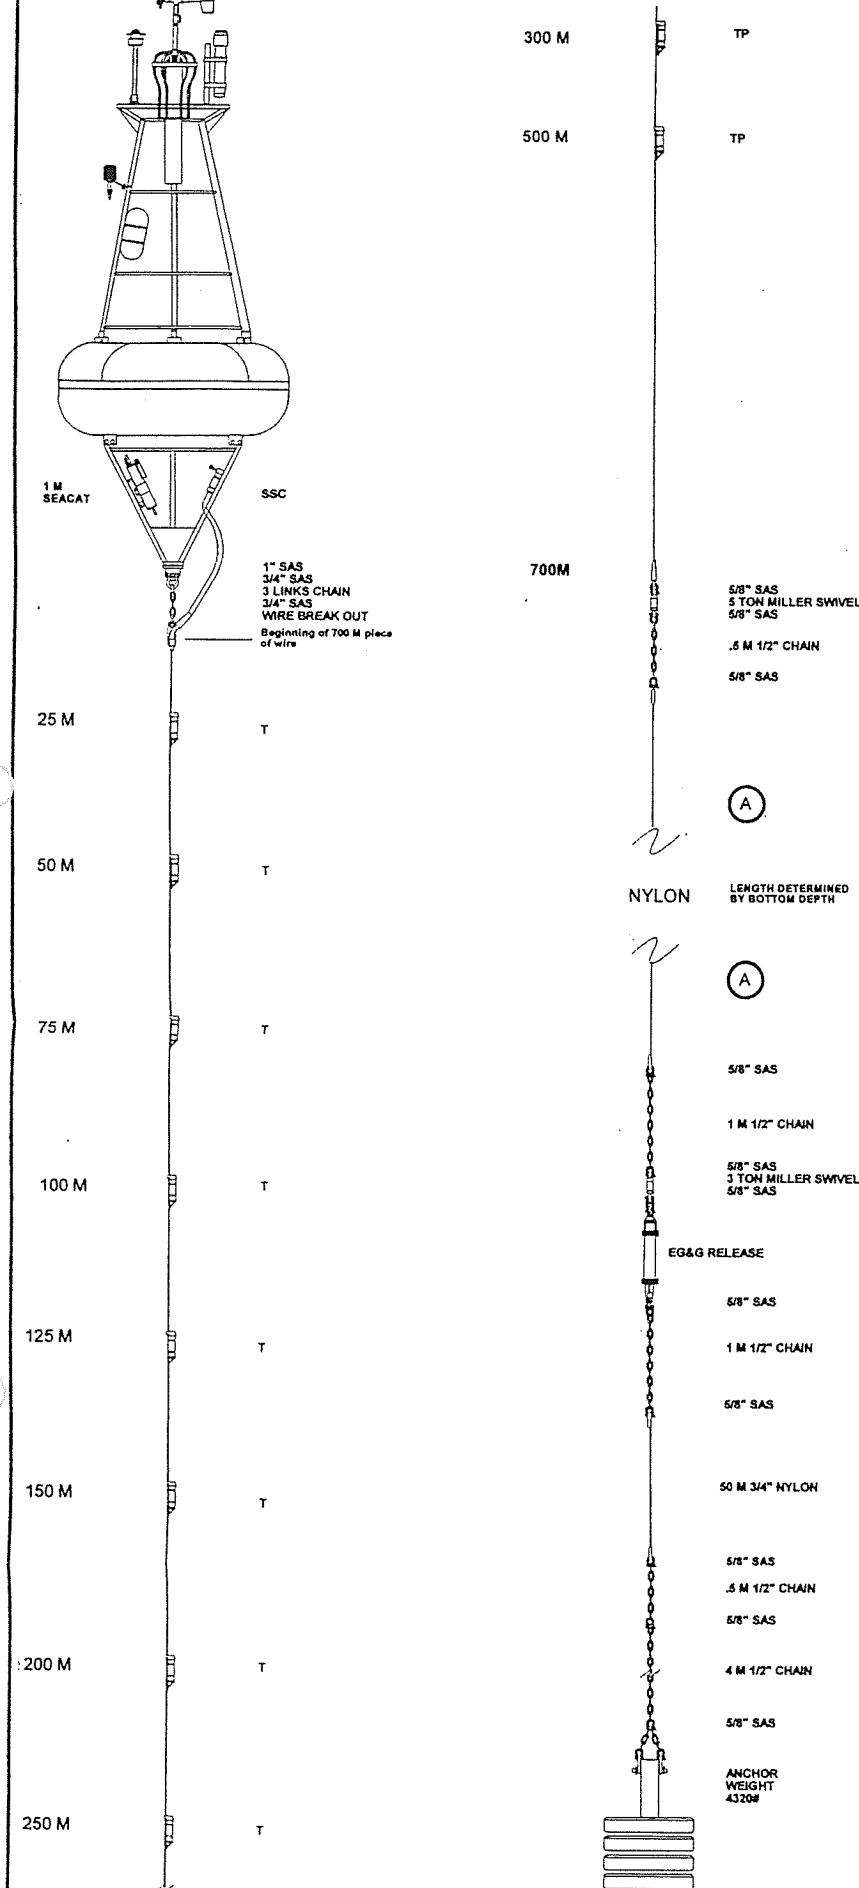 1 M
SEACAT
SSC
1" SAS
3/4" SAS
3 LINKS CHAIN
3/4" SAS
WIRE BREAK OUT
Beginning of 700 M piece
of wire
25 M
T
50 M
T
75 M
T
100 M
T
125 M
T
150 M
T
200 M
T
250 M
T
300 M
TP
500 M
TP
700M
5/8" SAS
5 TON MILLER SWIVEL
5/8" SAS
.5 M 1/2" CHAIN
5/8" SAS
A
NYLON
LENGTH DETERMINED
BY BOTTOM DEPTH
A
5/8" SAS
1 M 1/2" CHAIN
5/8" SAS
3 TON MILLER SWIVEL
5/8" SAS
EG&G RELEASE
5/8" SAS
1 M 1/2" CHAIN
5/8" SAS
50 M 3/4" NYLON
5/8" SAS
.5 M 1/2" CHAIN
5/8" SAS
4 M 1/2" CHAIN
5/8" SAS
ANCHOR
WEIGHT
4320#